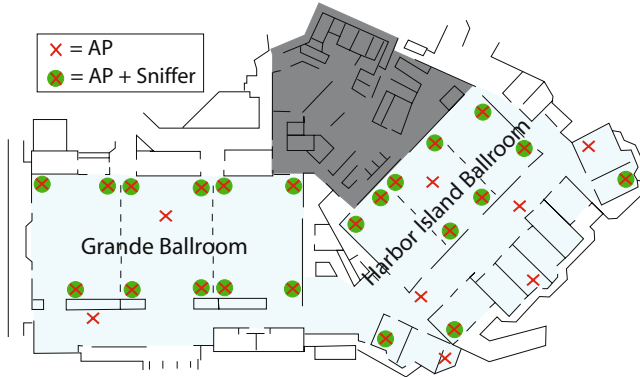 = AP
= AP + Sniffer
Grande Ballroom
Harbor Island Ballroom